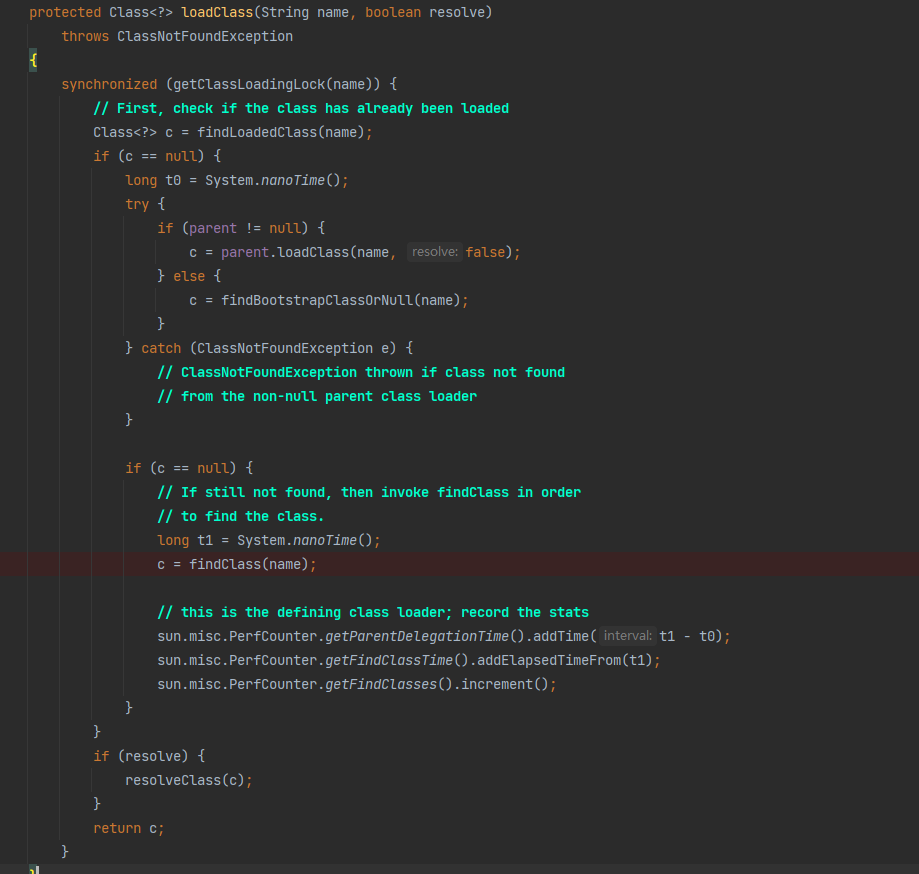 protected Class<?> loadClass(String name, boolean resolve)
    throws ClassNotFoundException
{
    synchronized (getClassLoadingLock(name)) {
        // First, check if the class has already been loaded
        Class<?> c = findLoadedClass(name);
        if (c == null) {
            long t0 = System.nanoTime();
            try {
                if (parent != null) {
                    c = parent.loadClass(name, resolve: false);
                } else {
                    c = findBootstrapClassOrNull(name);
                }
            } catch (ClassNotFoundException e) {
                // ClassNotFoundException thrown if class not found
                // from the non-null parent class loader
            }

            if (c == null) {
                // If still not found, then invoke findClass in order
                // to find the class.
                long t1 = System.nanoTime();
                c = findClass(name);

                // this is the defining class loader; record the stats
                sun.misc.PerfCounter.getParentDelegationTime().addTime( interval: t1 - t0);
                sun.misc.PerfCounter.getFindClassTime().addElapsedTimeFrom(t1);
                sun.misc.PerfCounter.getFindClasses().increment();
            }
        }
        if (resolve) {
            resolveClass(c);
        }
        return c;
    }
}